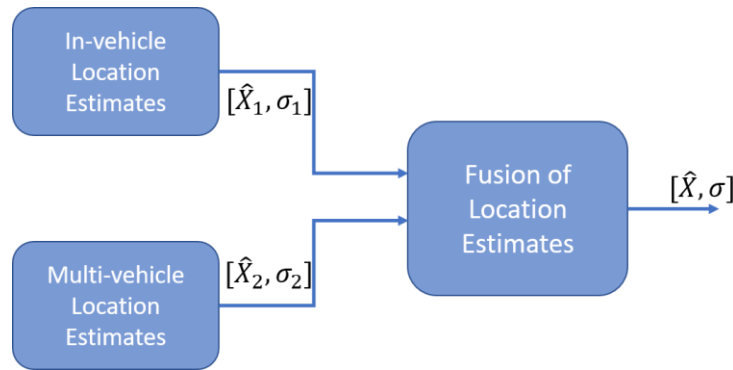 In-vehicle
Location
Estimates
[X̂₁, σ₁]
Fusion of
Location
Estimates
[X̂, σ]
Multi-vehicle
Location
Estimates
[X̂₂, σ₂]